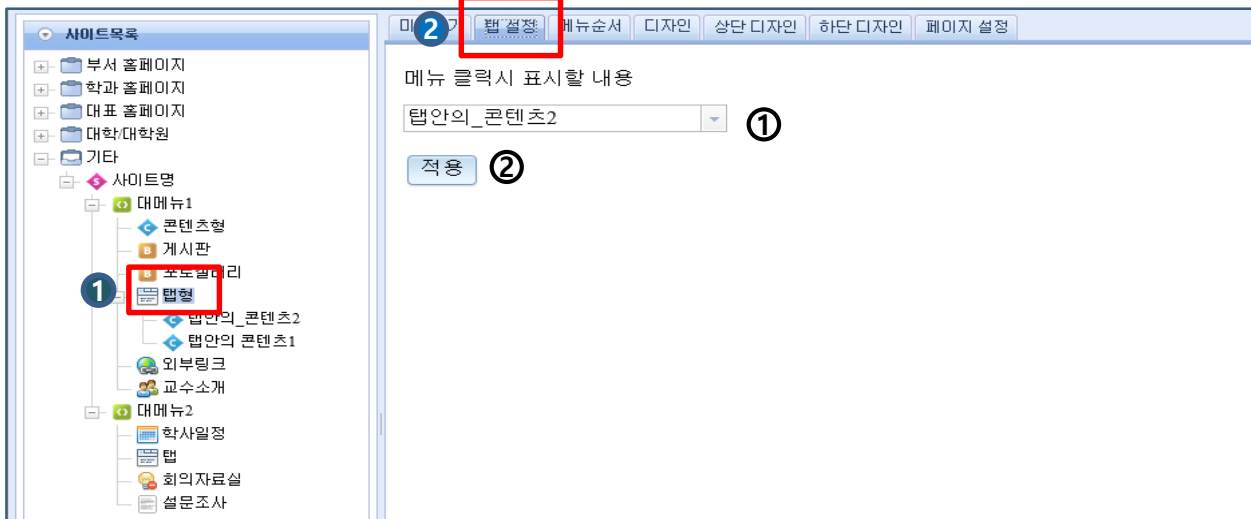 사이트목록
부서 홈페이지
학과 홈페이지
대표 홈페이지
대학/대학원
기타
사이트명
대메뉴1
콘텐츠형
게시판
포토갤러리
1 탭형
탭안의_콘텐츠2
탭안의 콘텐츠1
외부링크
교수소개
대메뉴2
학사일정
탭
회의자료실
설문조사
2 탭 설정 메뉴순서 디자인 상단 디자인 하단 디자인 페이지 설정
메뉴 클릭시 표시할 내용
탭안의_콘텐츠2 ①
적용 ②